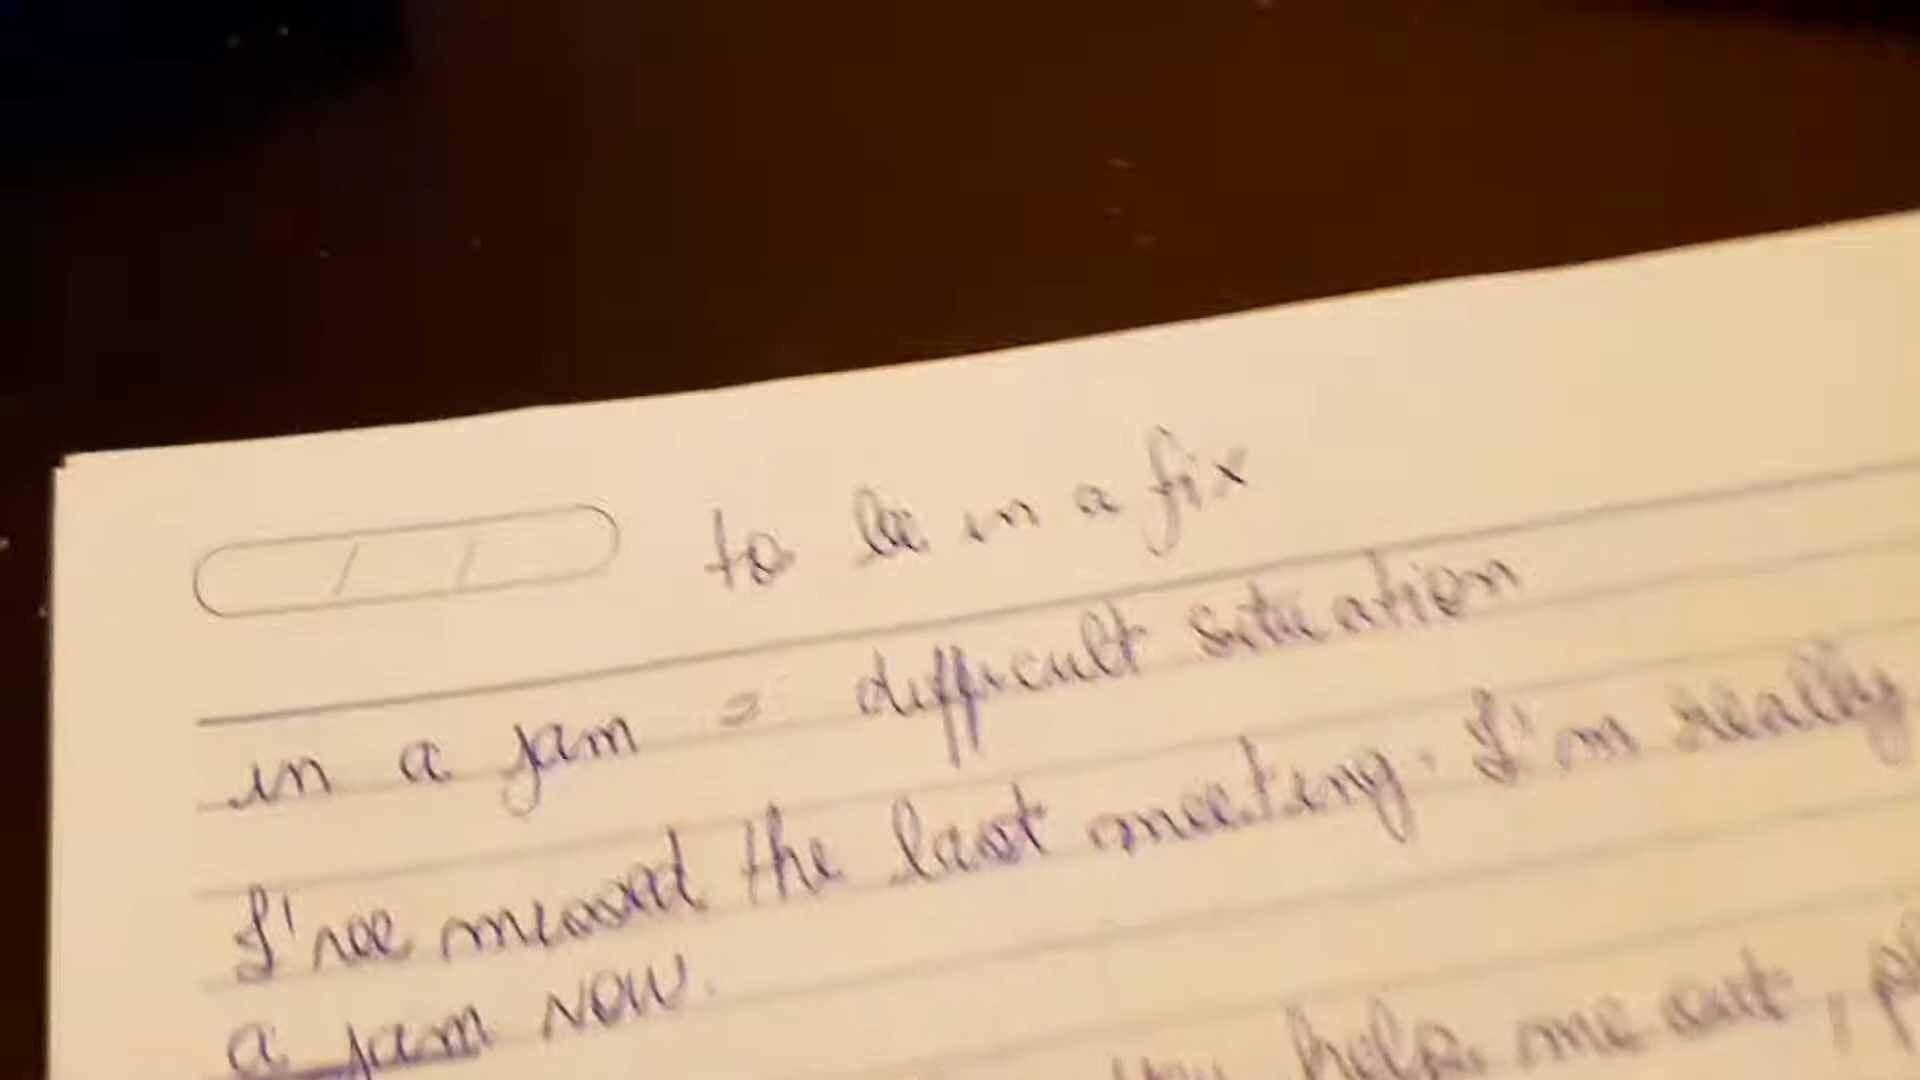 to be in a fix
in a jam = difficult situation
I've missed the last meeting. I'm really
a jam now.
you help me out,